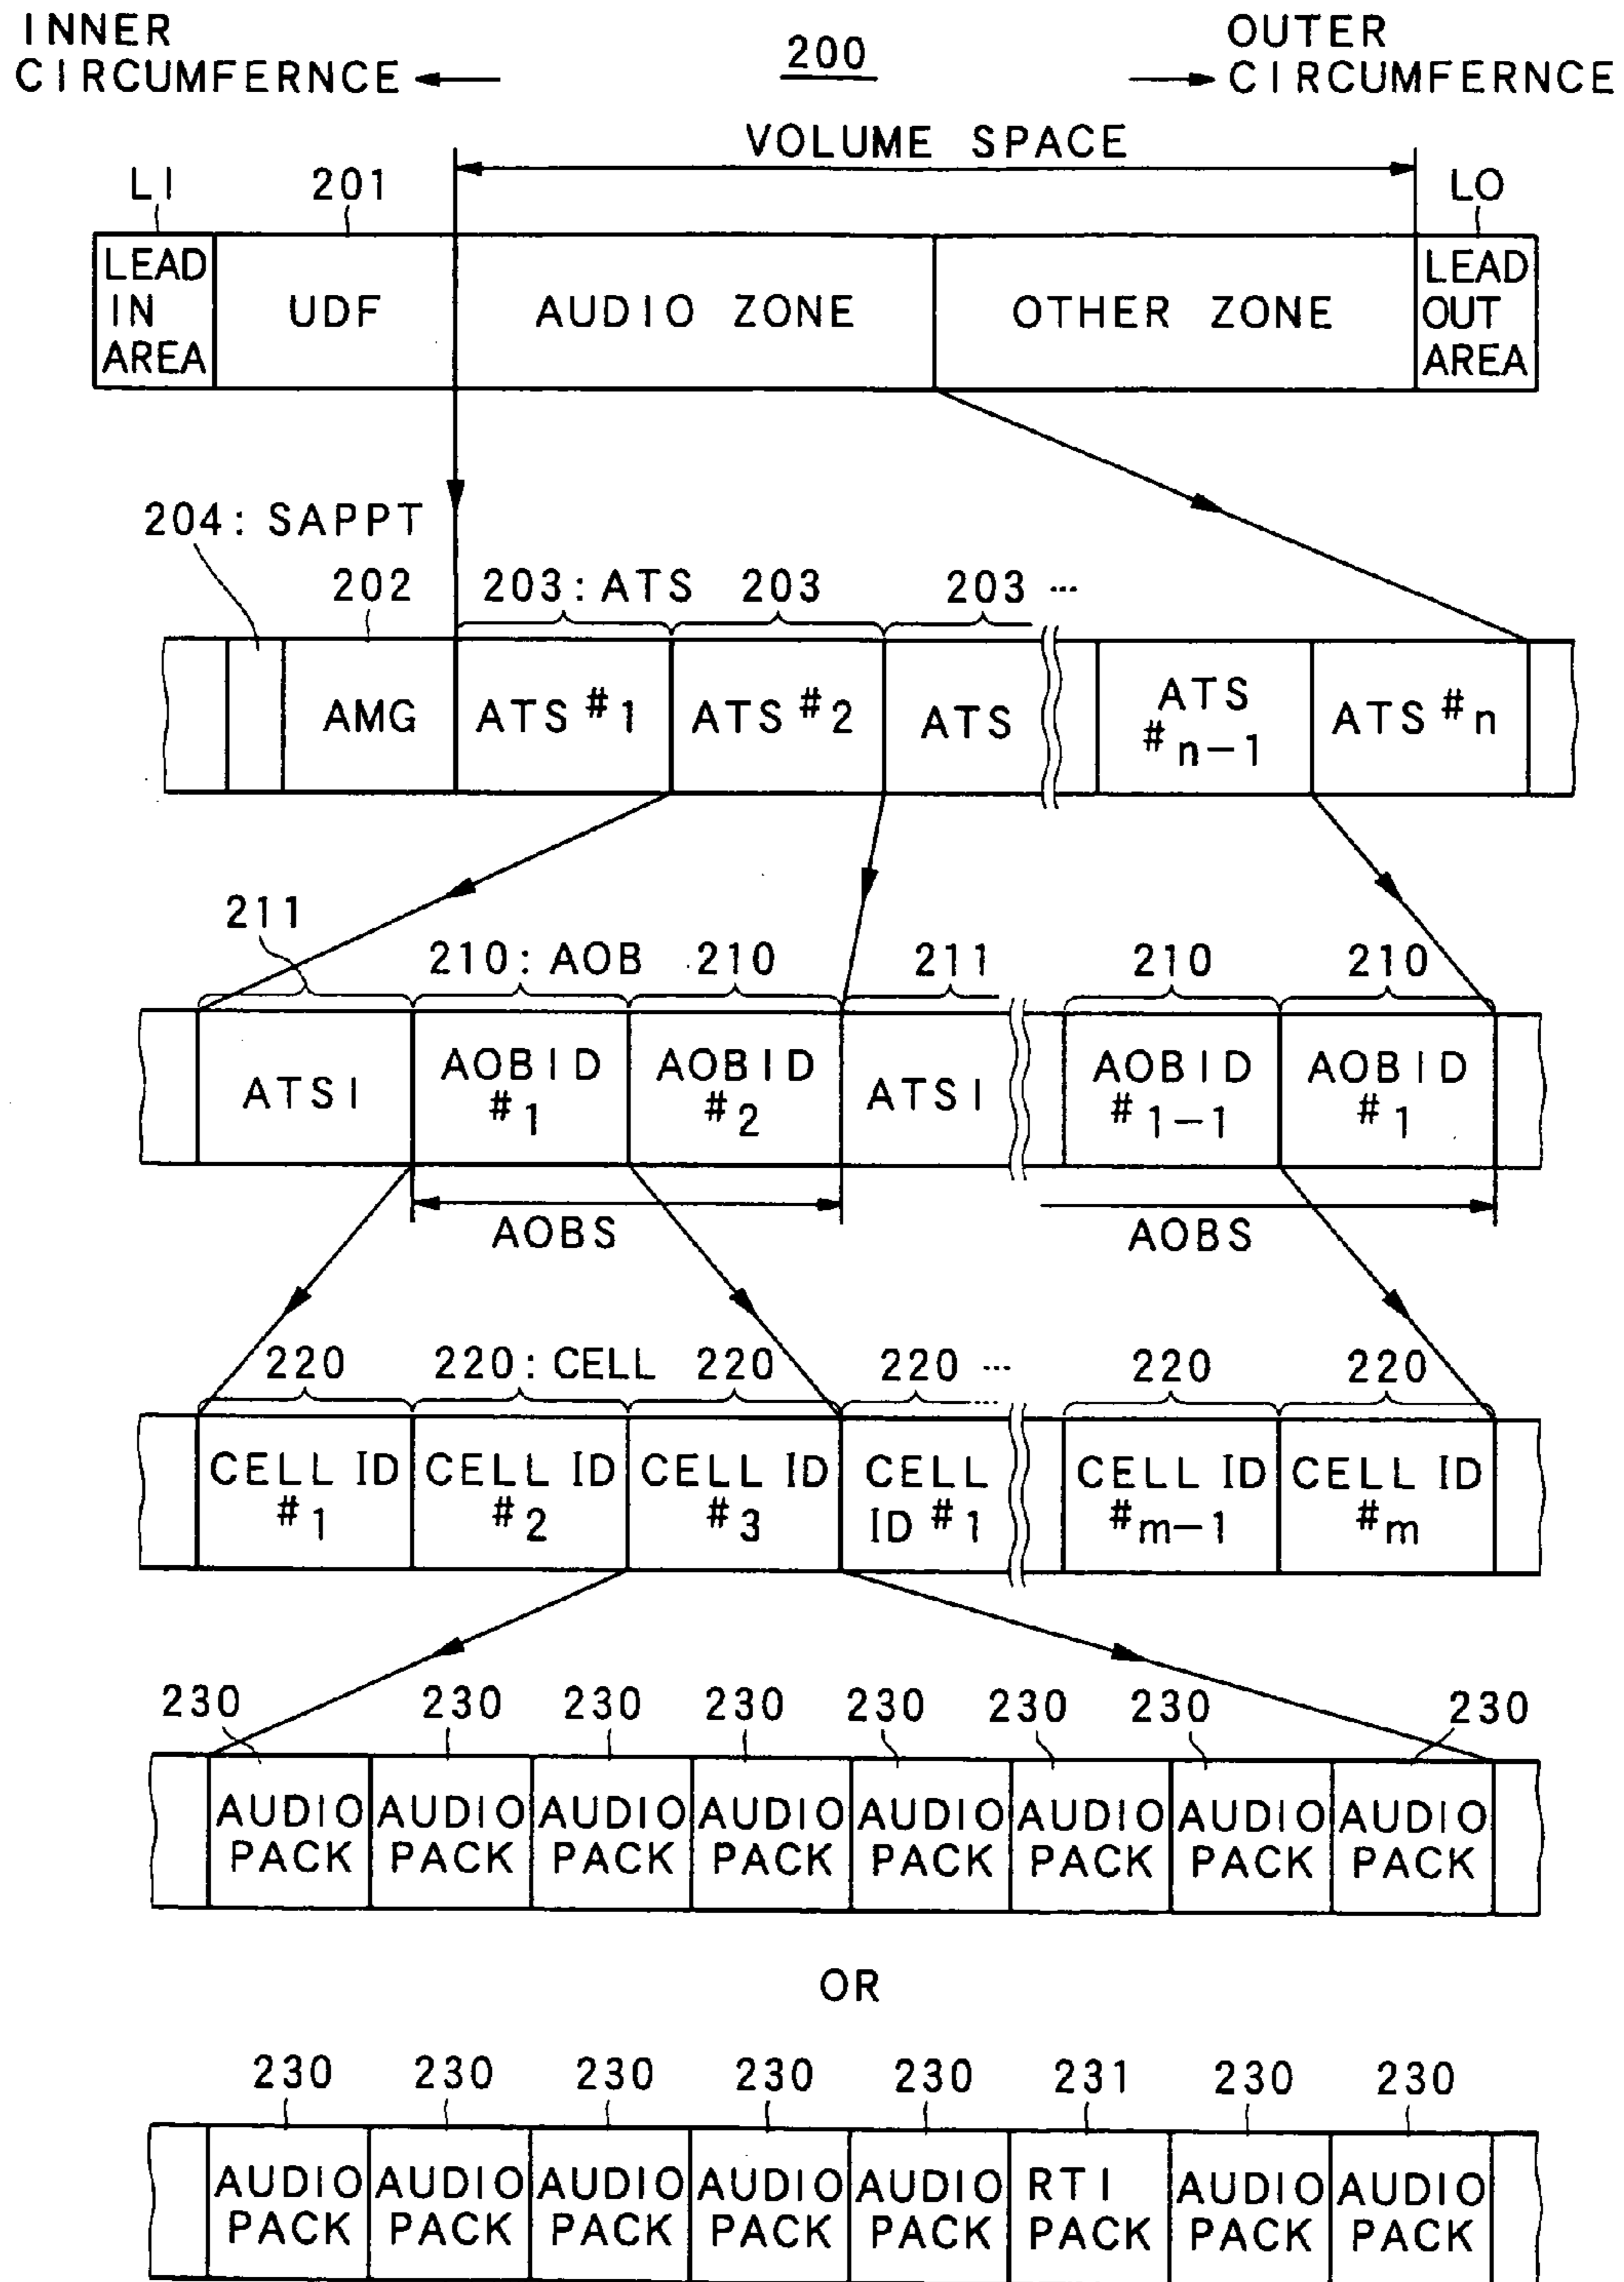 INNER
CIRCUMFERNCE
200
OUTER
CIRCUMFERNCE
VOLUME SPACE
LI
201
LO
LEAD
IN
AREA
UDF
AUDIO ZONE
OTHER ZONE
LEAD
OUT
AREA
204: SAPPT
202
203: ATS
203
203 ...
AMG
ATS #1
ATS #2
ATS
ATS
#n-1
ATS #n
211
210: AOB
210
211
210
210
ATSI
AOBID
#1
AOBID
#2
ATSI
AOBID
#1-1
AOBID
#1
AOBS
AOBS
220
220: CELL
220
220 ...
220
220
CELL ID
#1
CELL ID
#2
CELL ID
#3
CELL
ID #1
CELL ID
#m-1
CELL ID
#m
230
230
230
230
230
230
230
230
AUDIO
PACK
AUDIO
PACK
AUDIO
PACK
AUDIO
PACK
AUDIO
PACK
AUDIO
PACK
AUDIO
PACK
AUDIO
PACK
OR
230
230
230
230
230
231
230
230
AUDIO
PACK
AUDIO
PACK
AUDIO
PACK
AUDIO
PACK
AUDIO
PACK
RTI
PACK
AUDIO
PACK
AUDIO
PACK